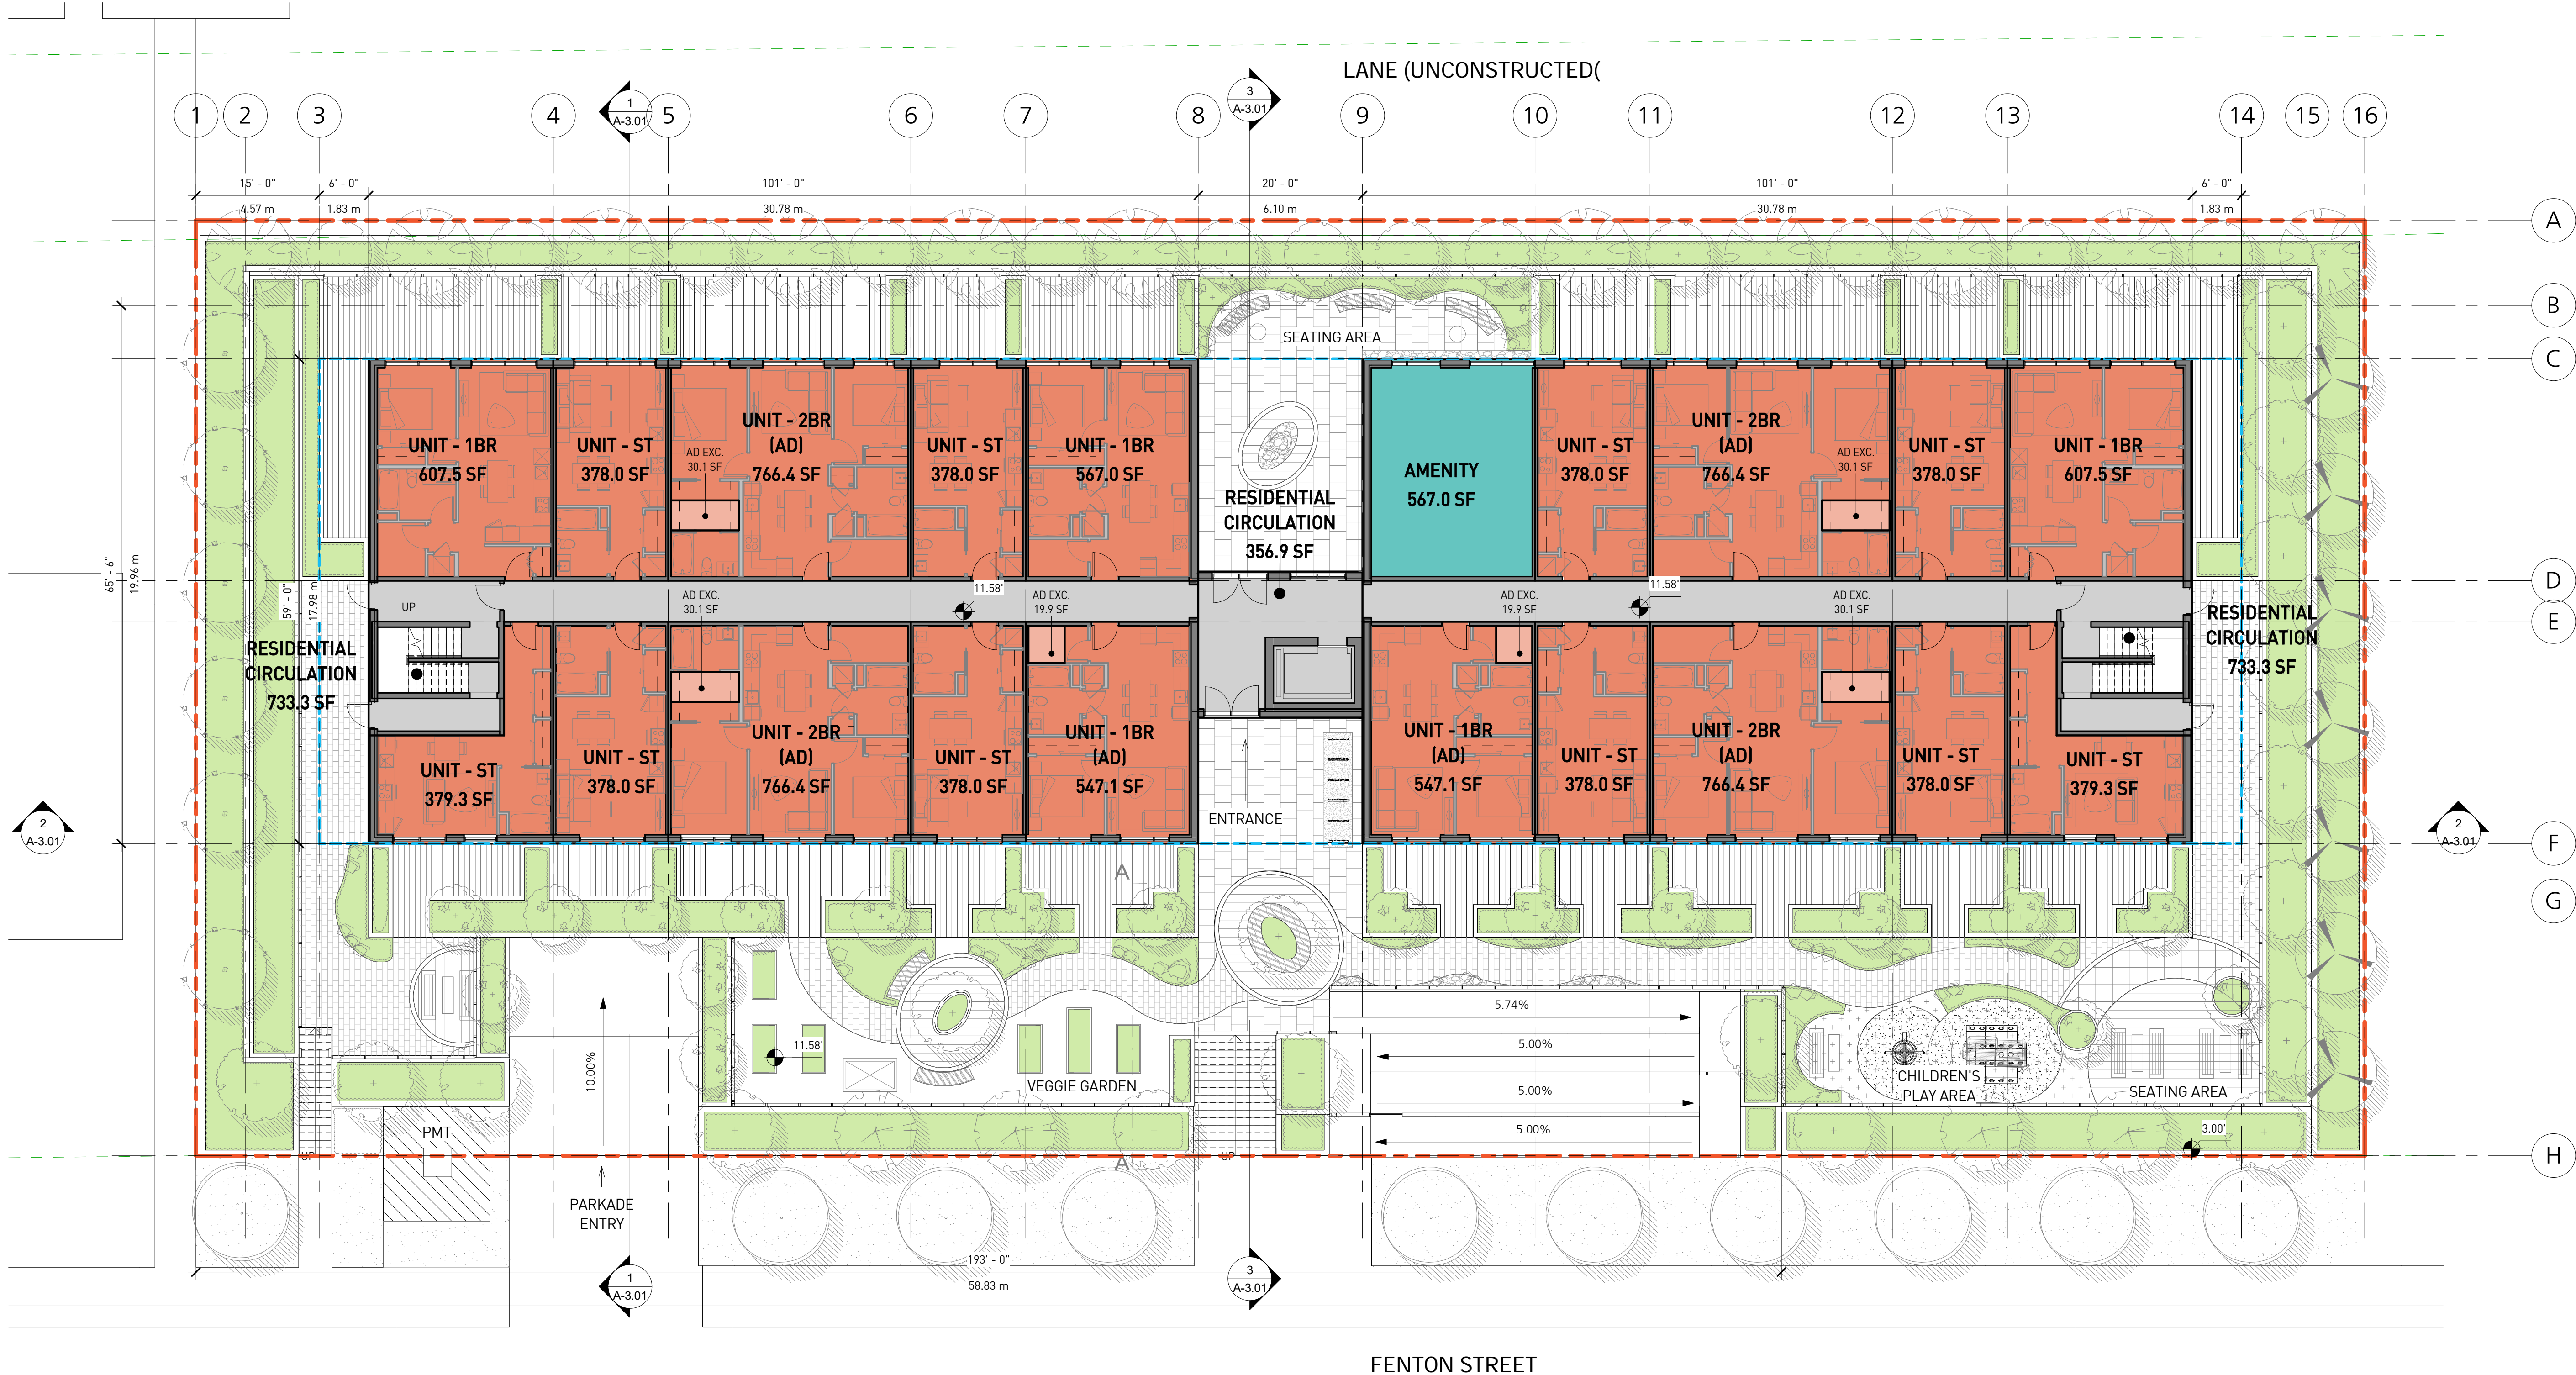 LANE (UNCONSTRUCTED(
1 2 3 4 5 6 7 8 9 10 11 12 13 14 15 16
1
A-3.01
3
A-3.01
15' - 0" 6' - 0" 101' - 0" 20' - 0" 101' - 0" 6' - 0"
4.57 m 1.83 m 30.78 m 6.10 m 30.78 m 1.83 m
A
B
C
D
E
F
G
H
SEATING AREA
UNIT - 1BR
607.5 SF
UNIT - ST
378.0 SF
AD EXC.
30.1 SF
UNIT - 2BR
(AD)
766.4 SF
UNIT - ST
378.0 SF
UNIT - 1BR
567.0 SF
RESIDENTIAL
CIRCULATION
356.9 SF
AMENITY
567.0 SF
UNIT - ST
378.0 SF
UNIT - 2BR
(AD)
766.4 SF
AD EXC.
30.1 SF
UNIT - ST
378.0 SF
UNIT - 1BR
607.5 SF
65' - 6"
19.96 m
59' - 0"
17.98 m
UP
AD EXC.
30.1 SF
11.58'
AD EXC.
19.9 SF
AD EXC.
19.9 SF
11.58'
AD EXC.
30.1 SF
RESIDENTIAL
CIRCULATION
733.3 SF
RESIDENTIAL
CIRCULATION
733.3 SF
UNIT - ST
379.3 SF
UNIT - ST
378.0 SF
UNIT - 2BR
(AD)
766.4 SF
UNIT - ST
378.0 SF
UNIT - 1BR
(AD)
547.1 SF
UNIT - 1BR
(AD)
547.1 SF
UNIT - ST
378.0 SF
UNIT - 2BR
(AD)
766.4 SF
UNIT - ST
378.0 SF
UNIT - ST
379.3 SF
2
A-3.01
ENTRANCE
2
A-3.01
A
5.74%
5.00%
5.00%
5.00%
10.00%
11.58'
VEGGIE GARDEN
CHILDREN'S
PLAY AREA
SEATING AREA
PMT
3.00'
UP
UP
A
PARKADE
ENTRY
193' - 0"
58.83 m
1
A-3.01
3
A-3.01
FENTON STREET